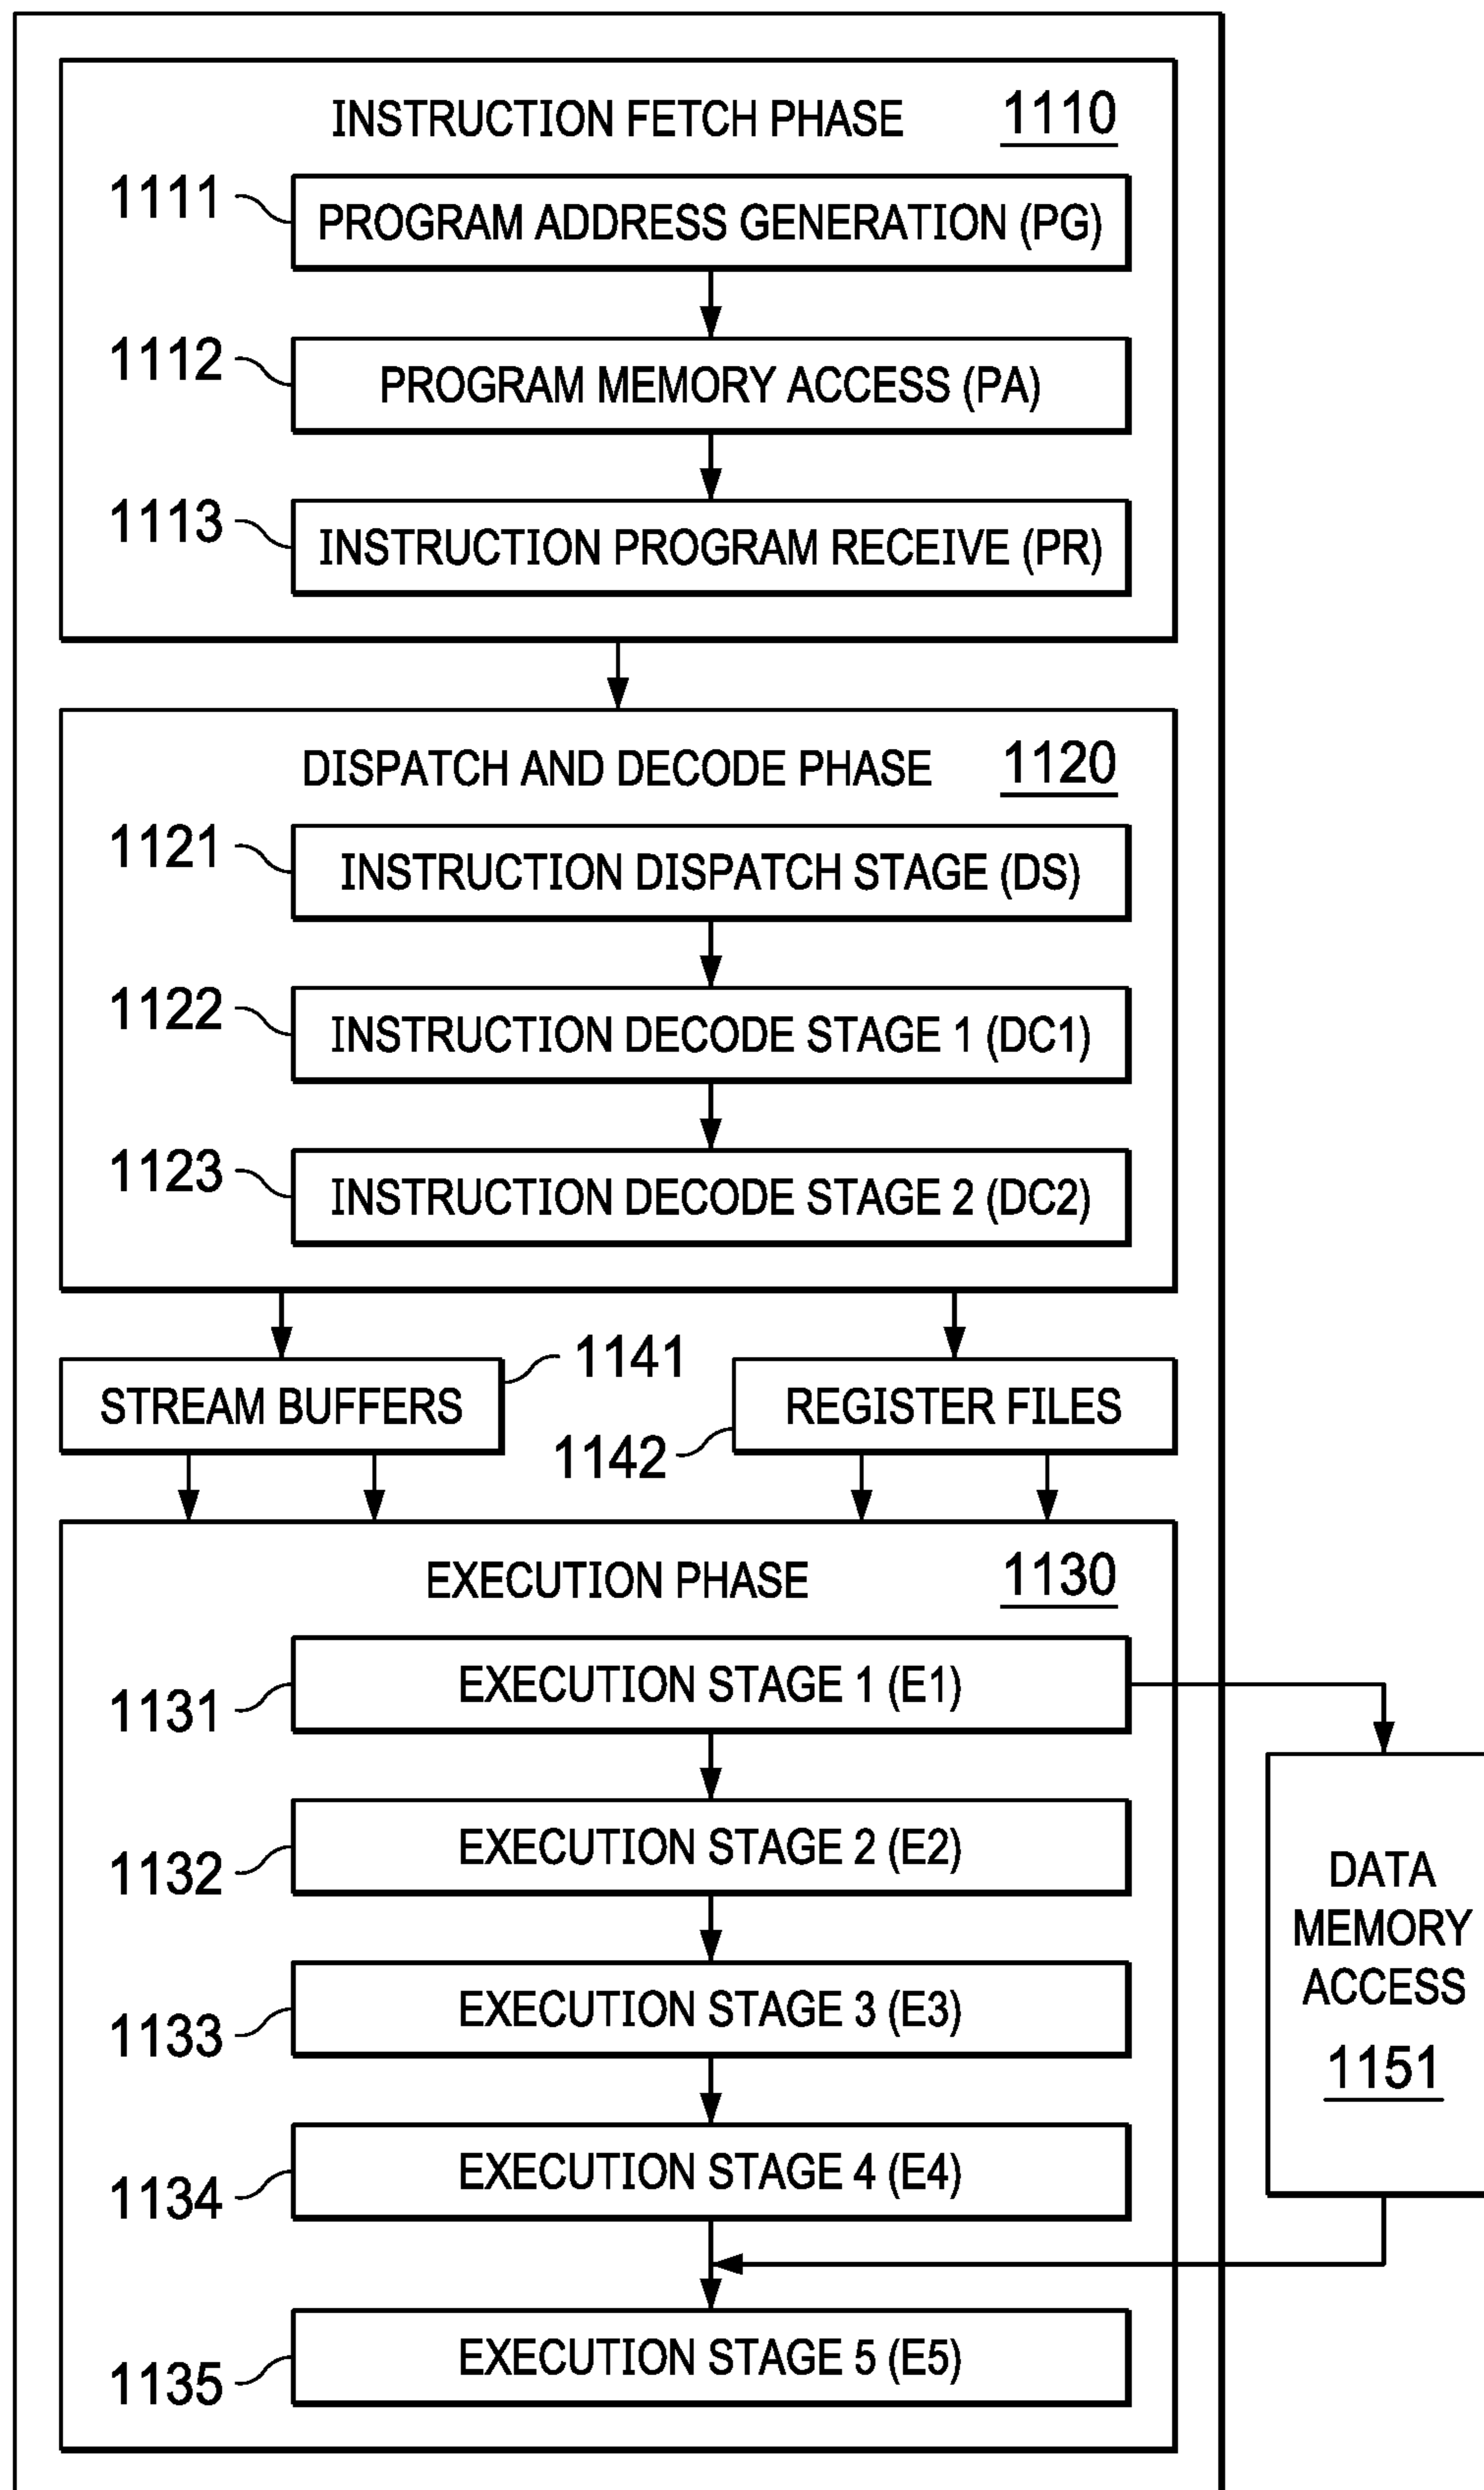 INSTRUCTION FETCH PHASE 1110
1111 PROGRAM ADDRESS GENERATION (PG)
1112 PROGRAM MEMORY ACCESS (PA)
1113 INSTRUCTION PROGRAM RECEIVE (PR)
DISPATCH AND DECODE PHASE 1120
1121 INSTRUCTION DISPATCH STAGE (DS)
1122 INSTRUCTION DECODE STAGE 1 (DC1)
1123 INSTRUCTION DECODE STAGE 2 (DC2)
STREAM BUFFERS 1141
1142 REGISTER FILES
EXECUTION PHASE 1130
1131 EXECUTION STAGE 1 (E1)
1132 EXECUTION STAGE 2 (E2)
1133 EXECUTION STAGE 3 (E3)
1134 EXECUTION STAGE 4 (E4)
1135 EXECUTION STAGE 5 (E5)
DATA
MEMORY
ACCESS
1151